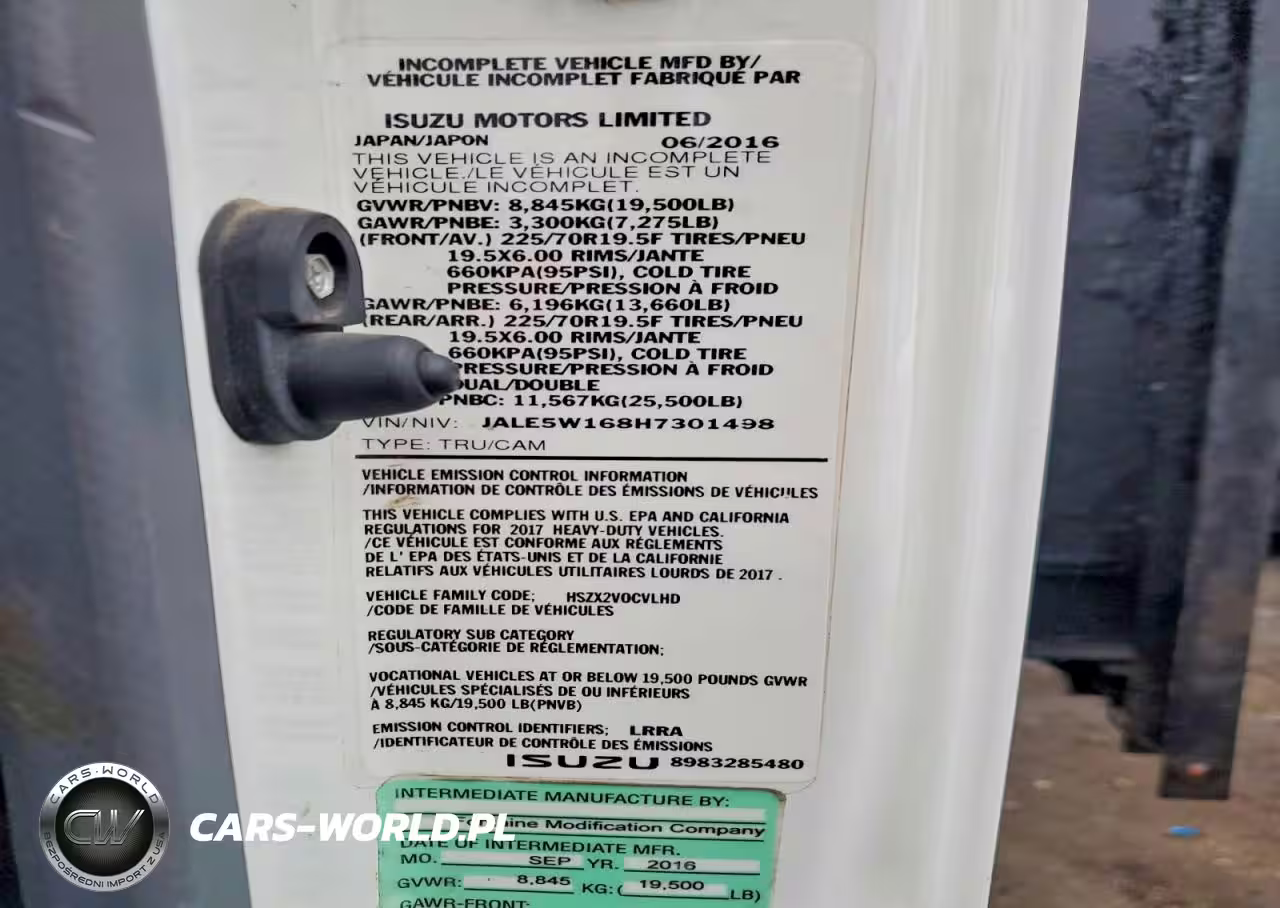 INCOMPLETE VEHICLE MFD BY/
VÉHICULE INCOMPLET FABRIQUÉ PAR
ISUZU MOTORS LIMITED
JAPAN/JAPON 06/2016
THIS VEHICLE IS AN INCOMPLETE
VEHICLE./LE VÉHICULE EST UN
VÉHICULE INCOMPLET.
GVWR/PNBV: 8,845KG(19,500LB)
GAWR/PNBE: 3,300KG(7,275LB)
(FRONT/AV.) 225/70R19.5F TIRES/PNEU
19.5X6.00 RIMS/JANTE
660KPA(95PSI), COLD TIRE
PRESSURE/PRESSION À FROID
GAWR/PNBE: 6,196KG(13,660LB)
(REAR/ARR.) 225/70R19.5F TIRES/PNEU
19.5X6.00 RIMS/JANTE
660KPA(95PSI), COLD TIRE
PRESSURE/PRESSION À FROID
DUAL/DOUBLE
PNBC: 11,567KG(25,500LB)
VIN/NIV: JALE5W168H7301498
TYPE: TRU/CAM
VEHICLE EMISSION CONTROL INFORMATION
/INFORMATION DE CONTRÔLE DES ÉMISSIONS DE VÉHICULES
THIS VEHICLE COMPLIES WITH U.S. EPA AND CALIFORNIA
REGULATIONS FOR 2017 HEAVY-DUTY VEHICLES.
/CE VÉHICULE EST CONFORME AUX RÉGLEMENTS
DE L' EPA DES ÉTATS-UNIS ET DE LA CALIFORNIE
RELATIFS AUX VÉHICULES UTILITAIRES LOURDS DE 2017 .
VEHICLE FAMILY CODE; HSZX2VOCVLHD
/CODE DE FAMILLE DE VÉHICULES
REGULATORY SUB CATEGORY
/SOUS-CATÉGORIE DE RÉGLEMENTATION;
VOCATIONAL VEHICLES AT OR BELOW 19,500 POUNDS GVWR
/VÉHICULES SPÉCIALISÉS DE OU INFÉRIEURS
À 8,845 KG/19,500 LB(PNVB)
EMISSION CONTROL IDENTIFIERS; LRRA
/IDENTIFICATEUR DE CONTRÔLE DES ÉMISSIONS
ISUZU 8983285480
INTERMEDIATE MANUFACTURE BY:
Modification Company
DATE OF INTERMEDIATE MFR.
MO. SEP YR. 2016
GVWR: 8,845 KG: ( 19,500 LB)
GAWR-FRONT:
CARS-WORLD
CW
BEZPOŚREDNI IMPORT Z USA
CARS-WORLD.PL